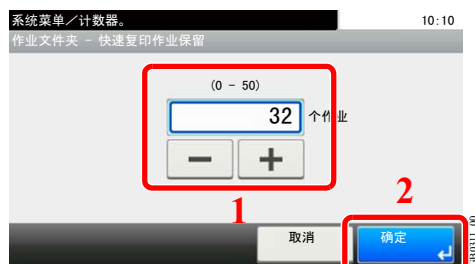 系统菜单／计数器。
10:10
作业文件夹 - 快速复印作业保留
(0 - 50)
32 个作业
1
2
取消
确定